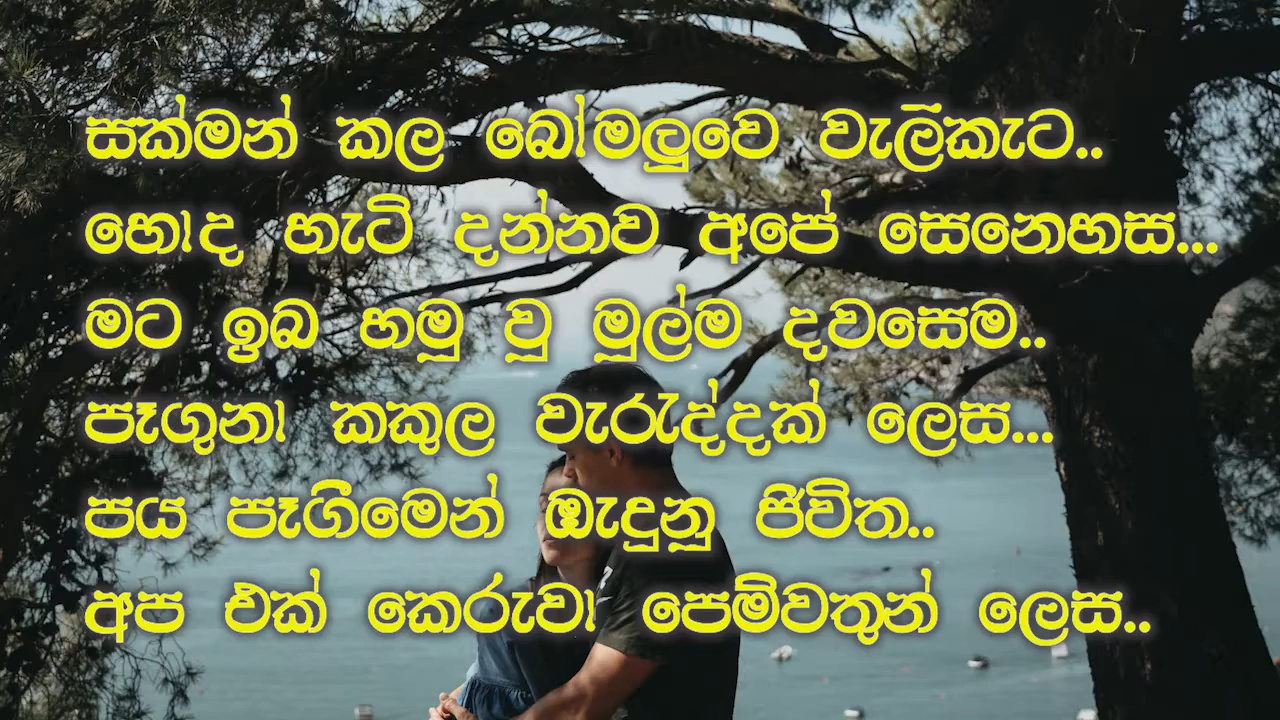 සක්මන් කල බෝමලුවෙ වැලිකැට..
හොද හැටි දන්නව අපේ සෙනෙහස...
මට ඉබ හමු වු මුල්ම දවසෙම..
පෑගුනා කකුල වැරැද්දක් ලෙස...
පය පෑගීමෙන් ඹැදුනු ජීවිත..
අප එක් කෙරුවා පෙම්වතුන් ලෙස..